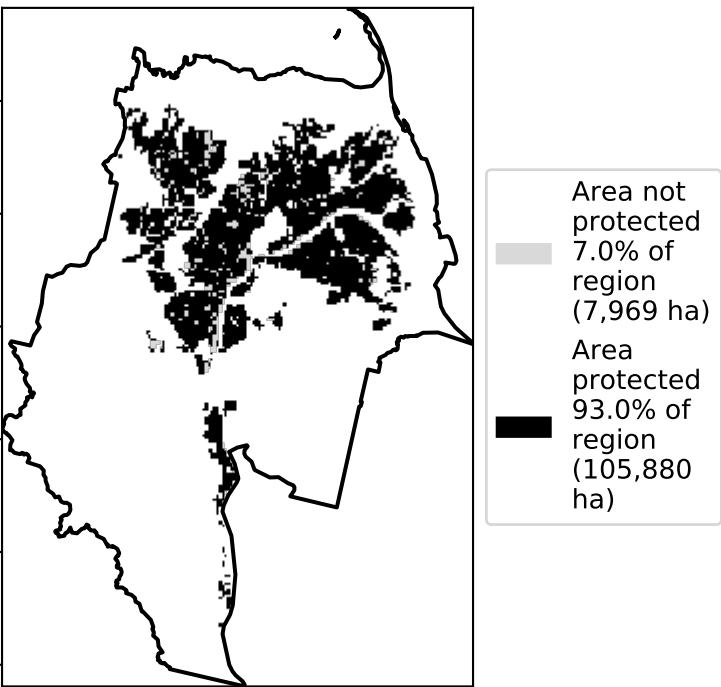 Area not
protected
7.0% of
region
(7,969 ha)
Area
protected
93.0% of
region
(105,880
ha)